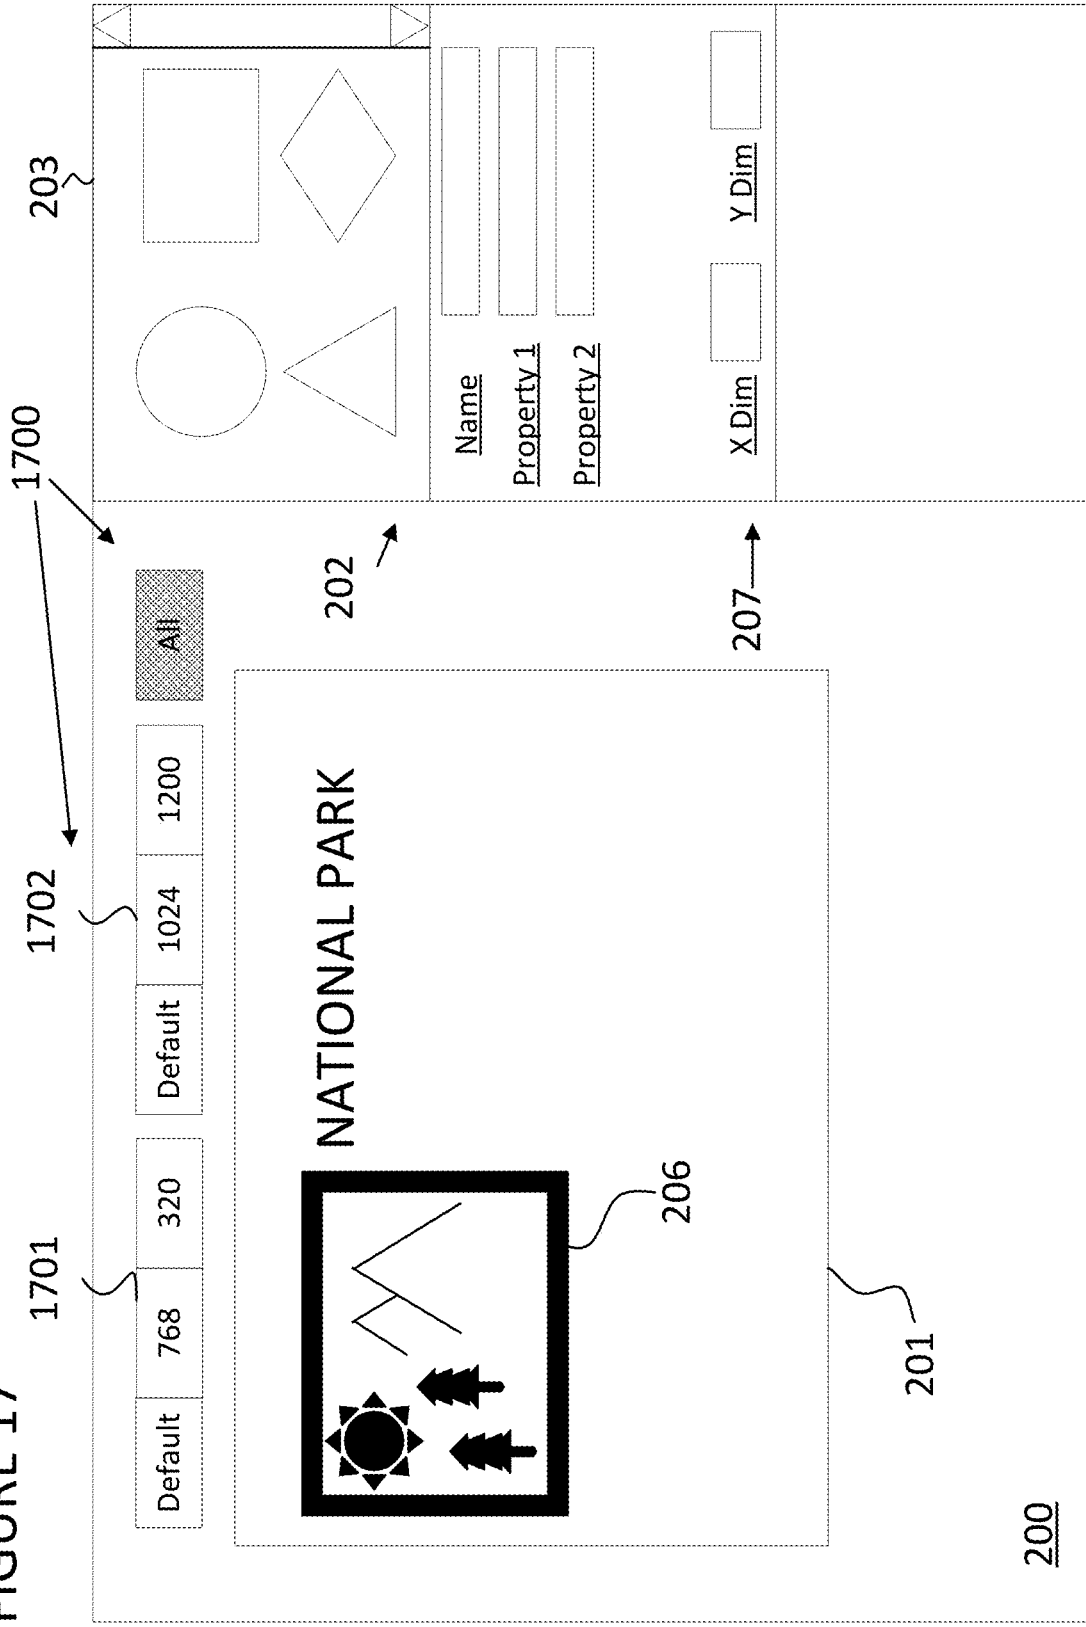 FIGURE 17
1700
1701
1702
203
Default 768 320
Default 1024 1200
All
NATIONAL PARK
202
Name
Property 1
Property 2
206
207
X Dim
Y Dim
201
200